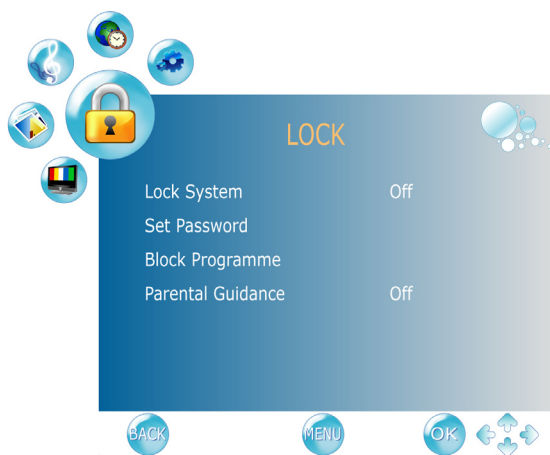 LOCK
Lock System Off
Set Password
Block Programme
Parental Guidance Off
BACK MENU OK